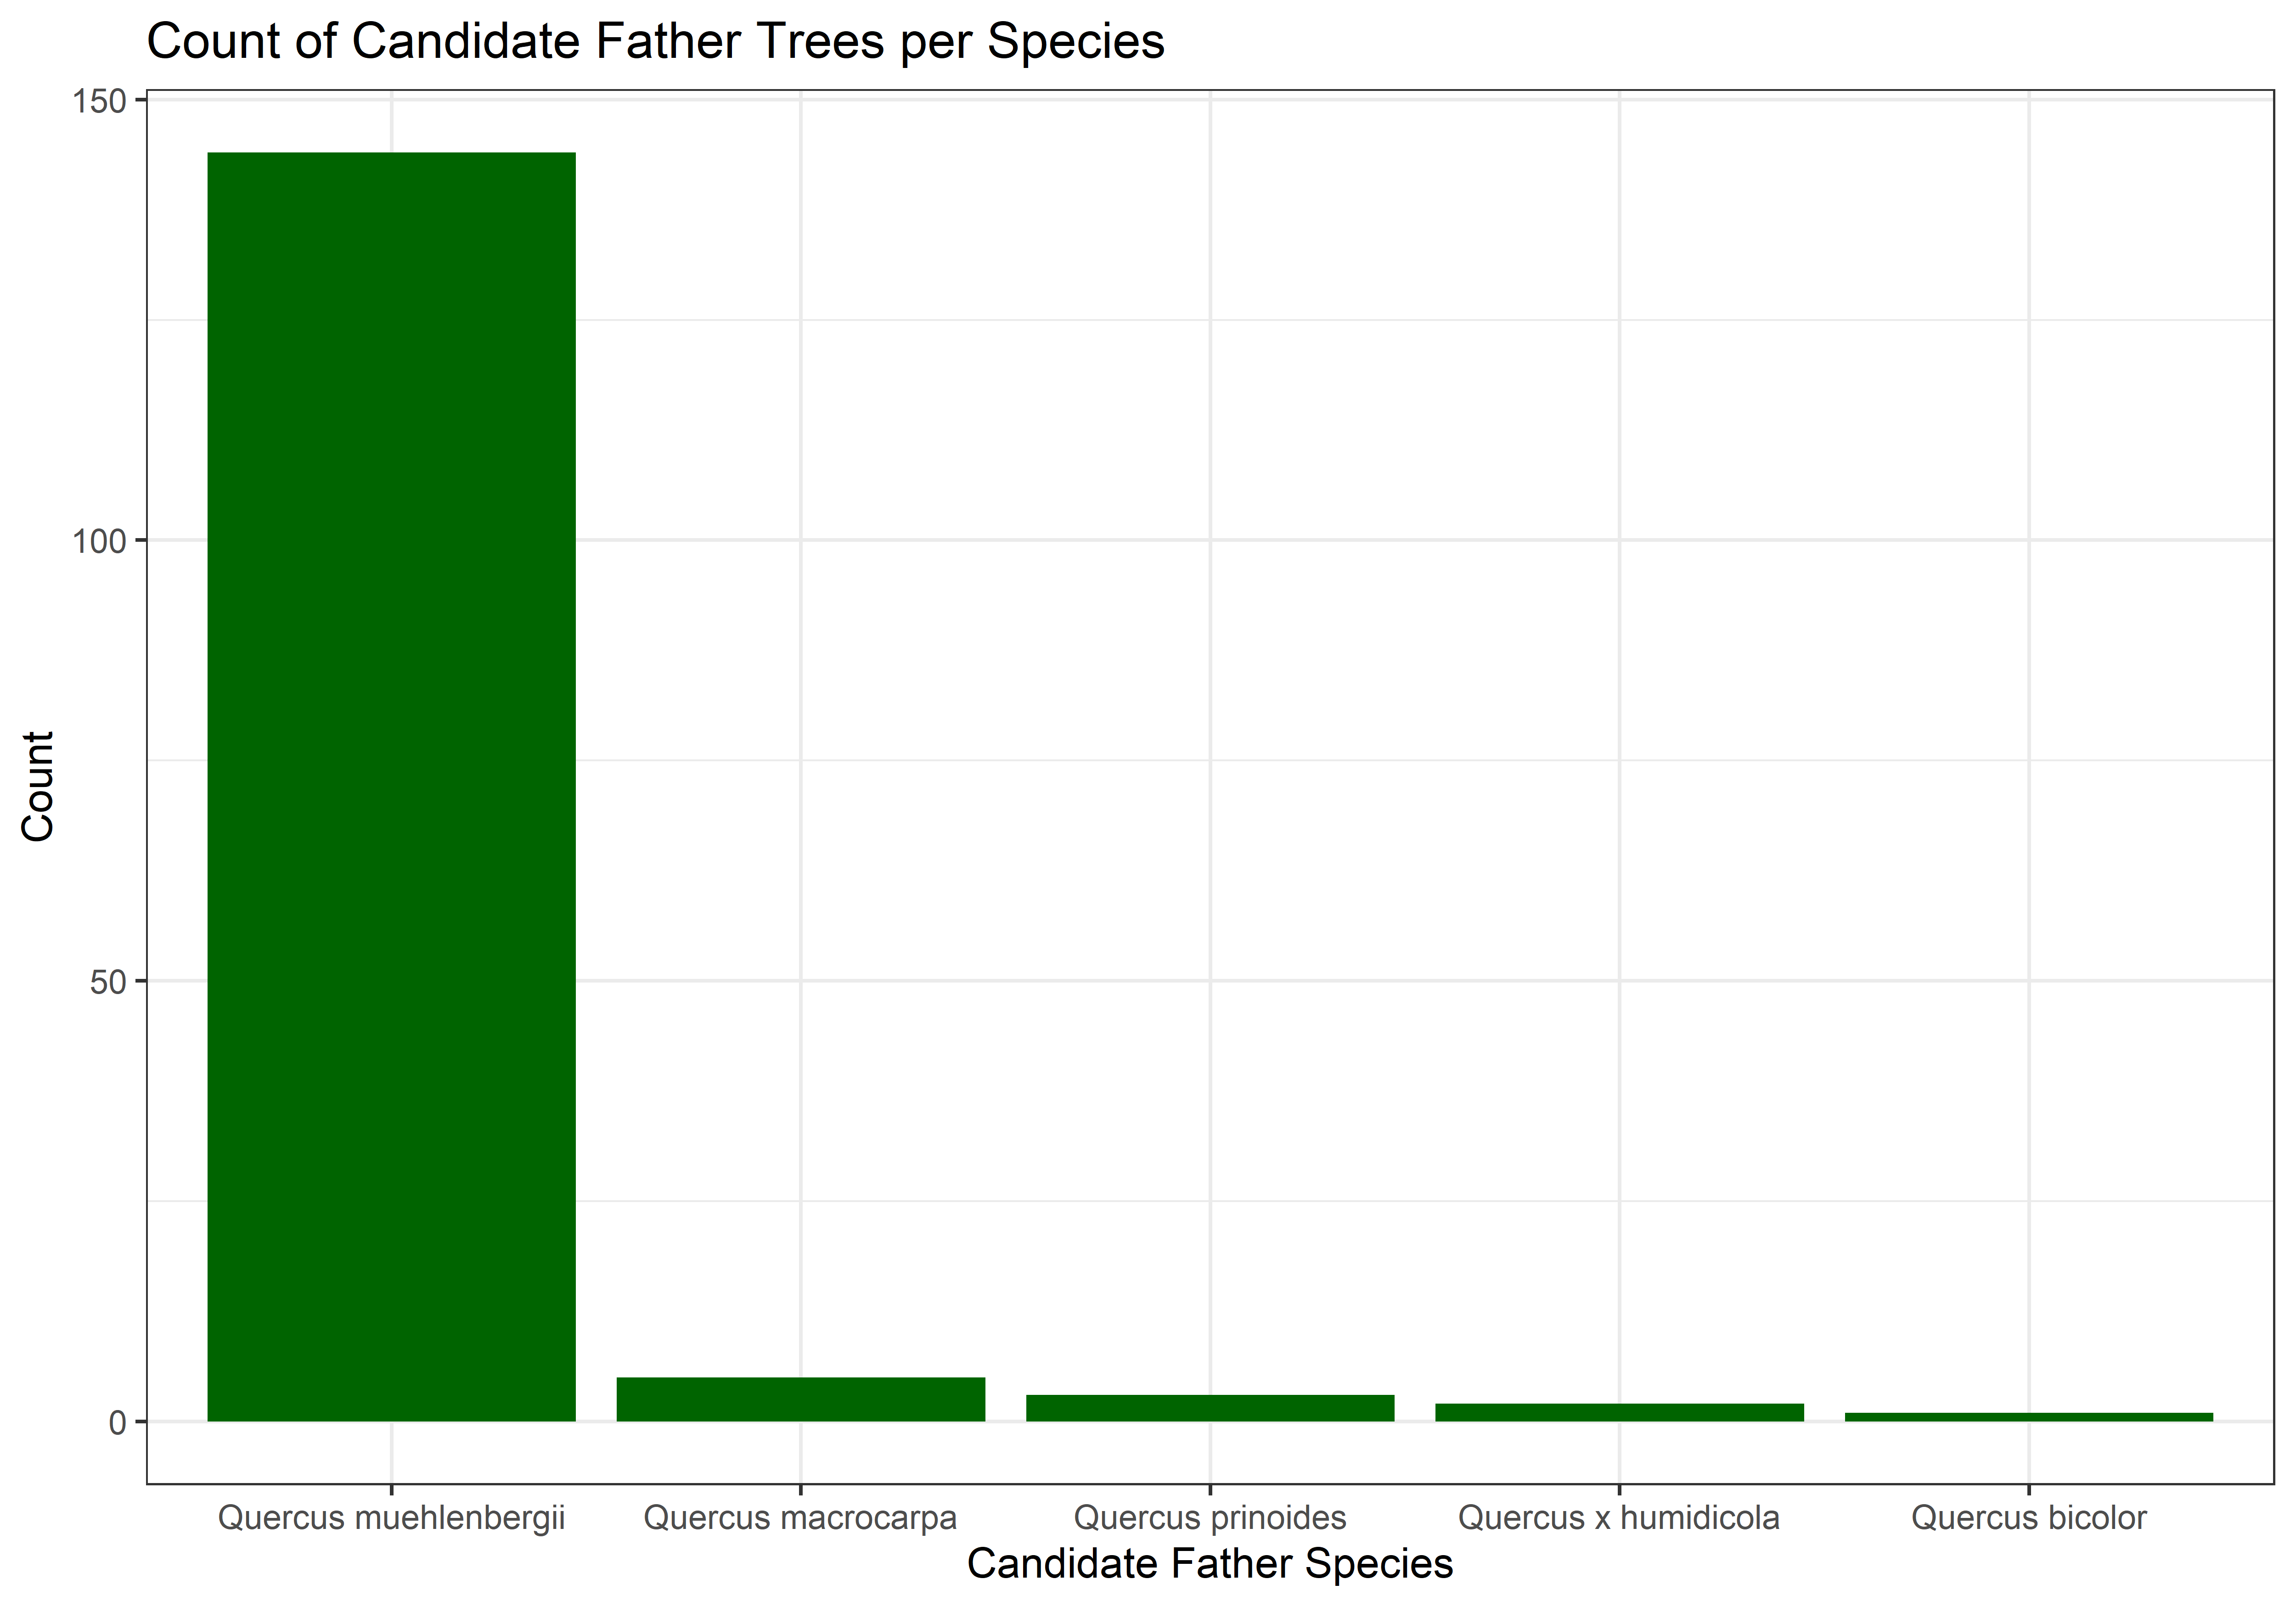 Count of Candidate Father Trees per Species
150
100
50
0
Count
Quercus muehlenbergii Quercus macrocarpa Quercus prinoides Quercus x humidicola Quercus bicolor
Candidate Father Species